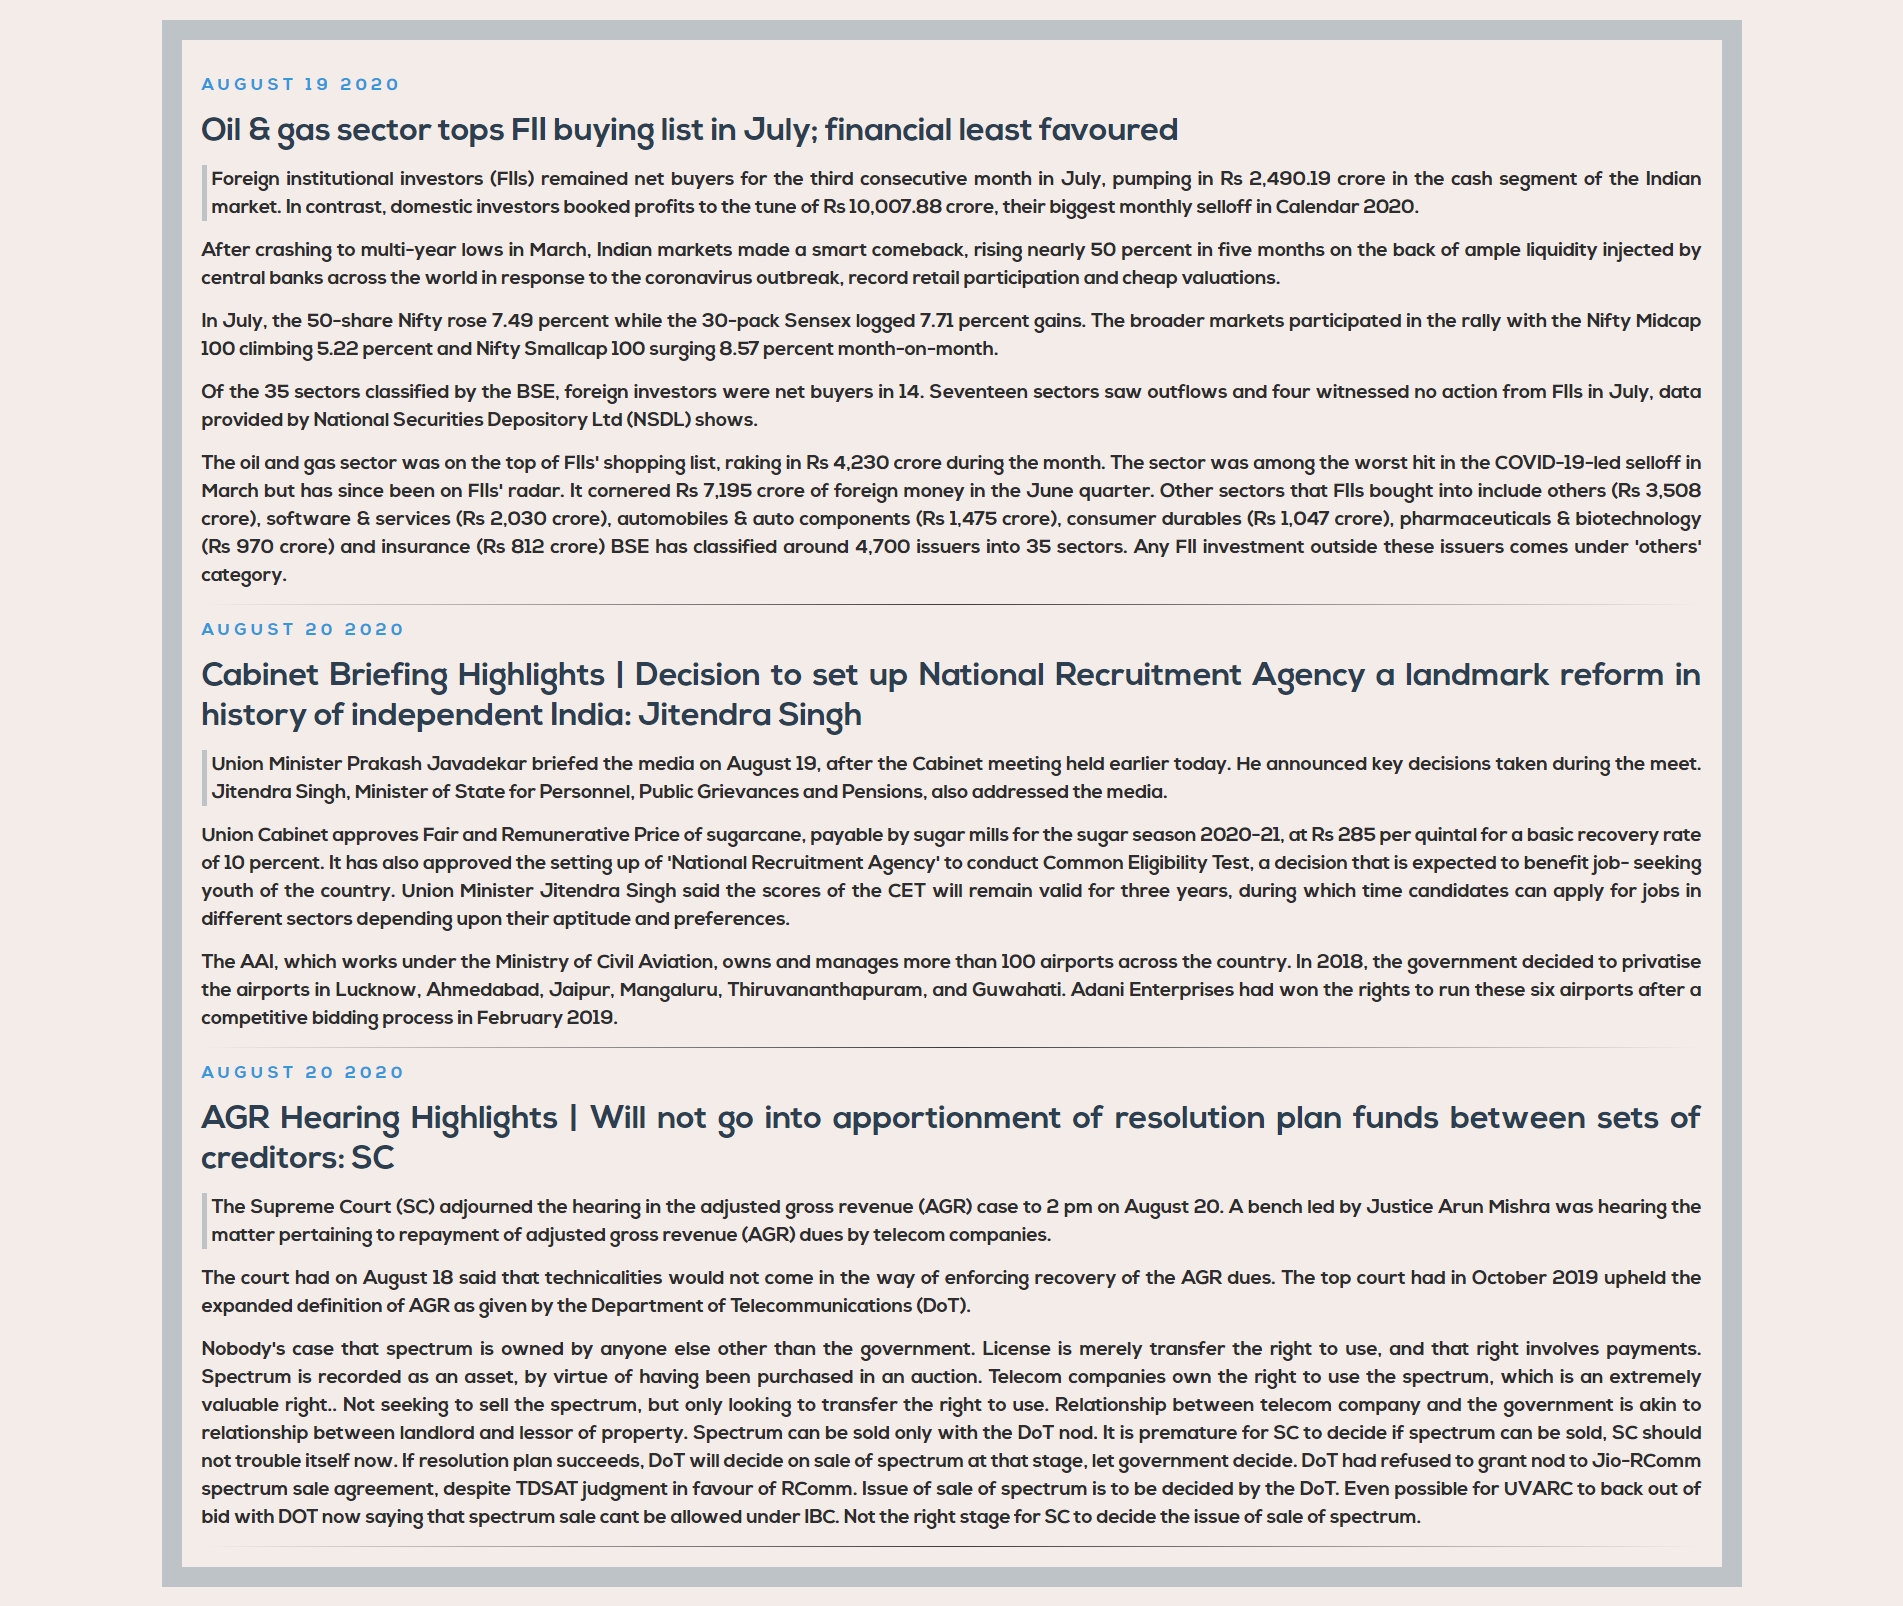 AUGUST 19 2020
Oil & gas sector tops FII buying list in July; financial least favoured
Foreign institutional investors (FIIs) remained net buyers for the third consecutive month in July, pumping in Rs 2,490.19 crore in the cash segment of the Indian
market. In contrast, domestic investors booked profits to the tune of Rs 10,007.88 crore, their biggest monthly selloff in Calendar 2020.
After crashing to multi-year lows in March, Indian markets made a smart comeback, rising nearly 50 percent in five months on the back of ample liquidity injected by
central banks across the world in response to the coronavirus outbreak, record retail participation and cheap valuations.
In July, the 50-share Nifty rose 7.49 percent while the 30-pack Sensex logged 7.71 percent gains. The broader markets participated in the rally with the Nifty Midcap
100 climbing 5.22 percent and Nifty Smallcap 100 surging 8.57 percent month-on-month.
Of the 35 sectors classified by the BSE, foreign investors were net buyers in 14. Seventeen sectors saw outflows and four witnessed no action from FIIs in July, data
provided by National Securities Depository Ltd (NSDL) shows.
The oil and gas sector was on the top of FIIs' shopping list, raking in Rs 4,230 crore during the month. The sector was among the worst hit in the COVID-19-led selloff in
March but has since been on FIIs' radar. It cornered Rs 7,195 crore of foreign money in the June quarter. Other sectors that FIIs bought into include others (Rs 3,508
crore), software & services (Rs 2,030 crore), automobiles & auto components (Rs 1,475 crore), consumer durables (Rs 1,047 crore), pharmaceuticals & biotechnology
(Rs 970 crore) and insurance (Rs 812 crore) BSE has classified around 4,700 issuers into 35 sectors. Any FII investment outside these issuers comes under 'others'
category.
AUGUST 20 2020
Cabinet Briefing Highlights | Decision to set up National Recruitment Agency a landmark reform in
history of independent India: Jitendra Singh
Union Minister Prakash Javadekar briefed the media on August 19, after the Cabinet meeting held earlier today. He announced key decisions taken during the meet.
Jitendra Singh, Minister of State for Personnel, Public Grievances and Pensions, also addressed the media.
Union Cabinet approves Fair and Remunerative Price of sugarcane, payable by sugar mills for the sugar season 2020-21, at Rs 285 per quintal for a basic recovery rate
of 10 percent. It has also approved the setting up of 'National Recruitment Agency' to conduct Common Eligibility Test, a decision that is expected to benefit job- seeking
youth of the country. Union Minister Jitendra Singh said the scores of the CET will remain valid for three years, during which time candidates can apply for jobs in
different sectors depending upon their aptitude and preferences.
The AAI, which works under the Ministry of Civil Aviation, owns and manages more than 100 airports across the country. In 2018, the government decided to privatise
the airports in Lucknow, Ahmedabad, Jaipur, Mangaluru, Thiruvananthapuram, and Guwahati. Adani Enterprises had won the rights to run these six airports after a
competitive bidding process in February 2019.
AUGUST 20 2020
AGR Hearing Highlights | Will not go into apportionment of resolution plan funds between sets of
creditors: SC
The Supreme Court (SC) adjourned the hearing in the adjusted gross revenue (AGR) case to 2 pm on August 20. A bench led by Justice Arun Mishra was hearing the
matter pertaining to repayment of adjusted gross revenue (AGR) dues by telecom companies.
The court had on August 18 said that technicalities would not come in the way of enforcing recovery of the AGR dues. The top court had in October 2019 upheld the
expanded definition of AGR as given by the Department of Telecommunications (DoT).
Nobody's case that spectrum is owned by anyone else other than the government. License is merely transfer the right to use, and that right involves payments.
Spectrum is recorded as an asset, by virtue of having been purchased in an auction. Telecom companies own the right to use the spectrum, which is an extremely
valuable right.. Not seeking to sell the spectrum, but only looking to transfer the right to use. Relationship between telecom company and the government is akin to
relationship between landlord and lessor of property. Spectrum can be sold only with the DoT nod. It is premature for SC to decide if spectrum can be sold, SC should
not trouble itself now. If resolution plan succeeds, DoT will decide on sale of spectrum at that stage, let government decide. DoT had refused to grant nod to Jio-RComm
spectrum sale agreement, despite TDSAT judgment in favour of RComm. Issue of sale of spectrum is to be decided by the DoT. Even possible for UVARC to back out of
bid with DOT now saying that spectrum sale cant be allowed under IBC. Not the right stage for SC to decide the issue of sale of spectrum.